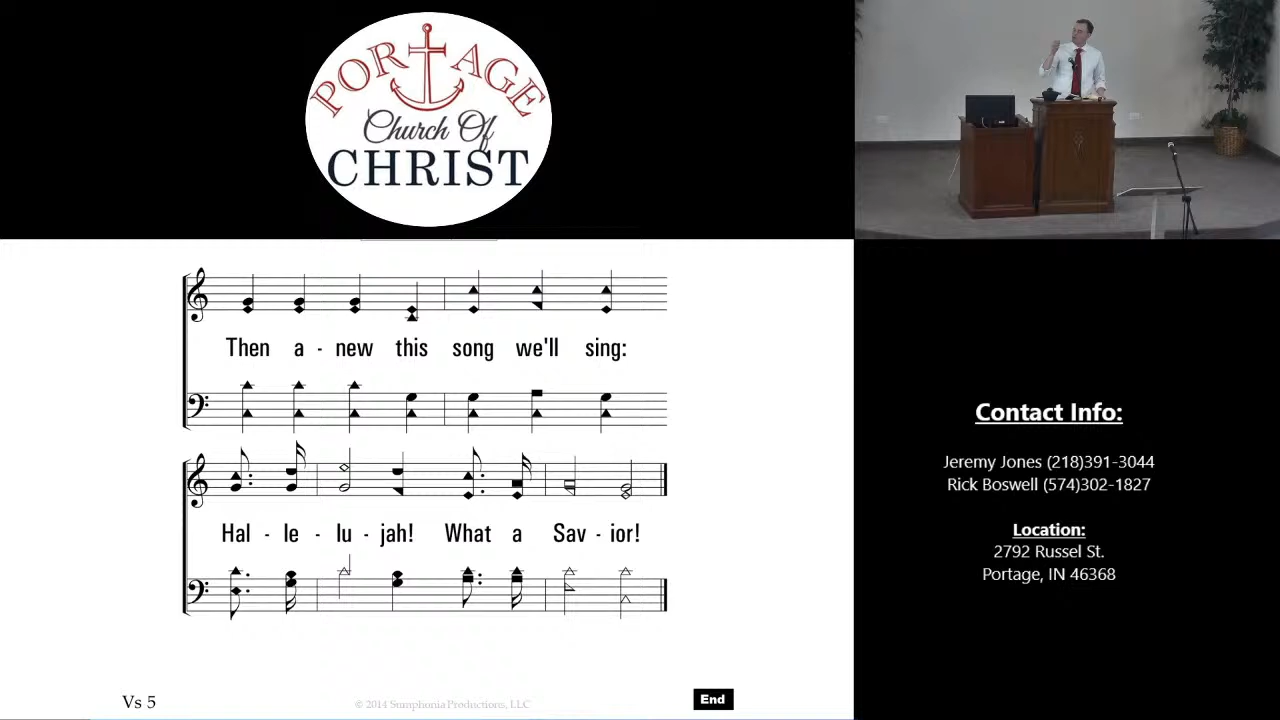 PORTAGE
Church Of
CHRIST
Then a - new this song we'll sing:
Hal - le - lu - jah! What a Sav - ior!
Vs 5
© 2014 Sumphonia Productions, LLC
End
Contact Info:
Jeremy Jones (218)391-3044
Rick Boswell (574)302-1827
Location:
2792 Russel St.
Portage, IN 46368